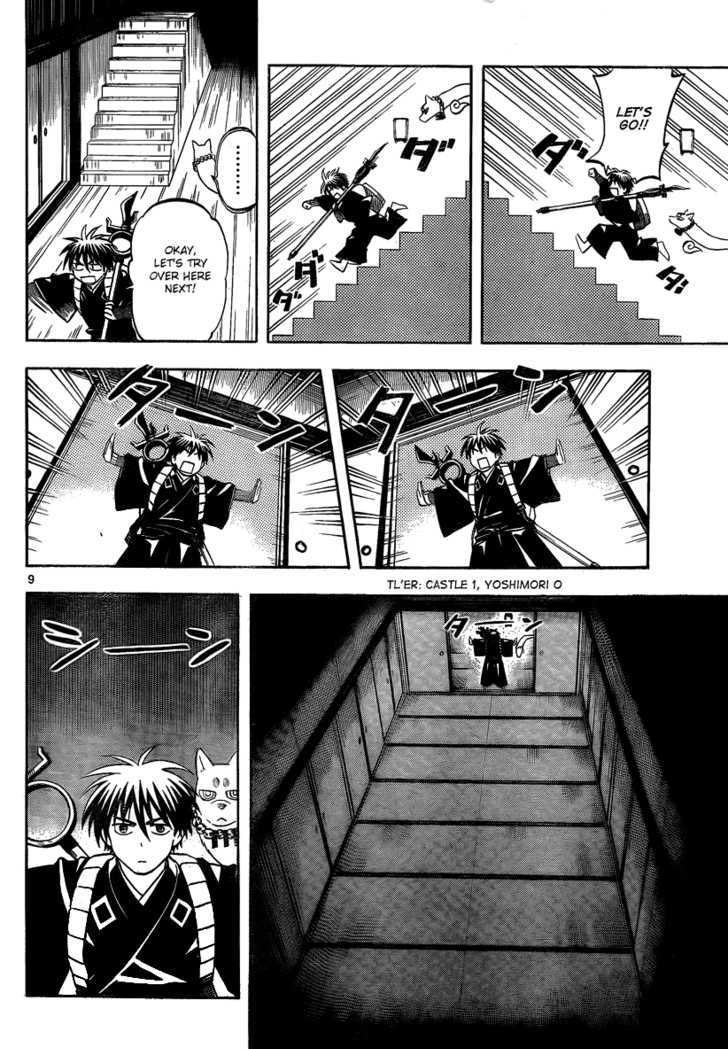 LET'S
GO!!
ダッ
ダ
ダ
ダ
ダ
‥‥‥
OKAY,
LET'S TRY
OVER HERE
NEXT!
ターン
ターン
9
TL'ER: CASTLE 1, YOSHIMORI 0
ターン
シーン